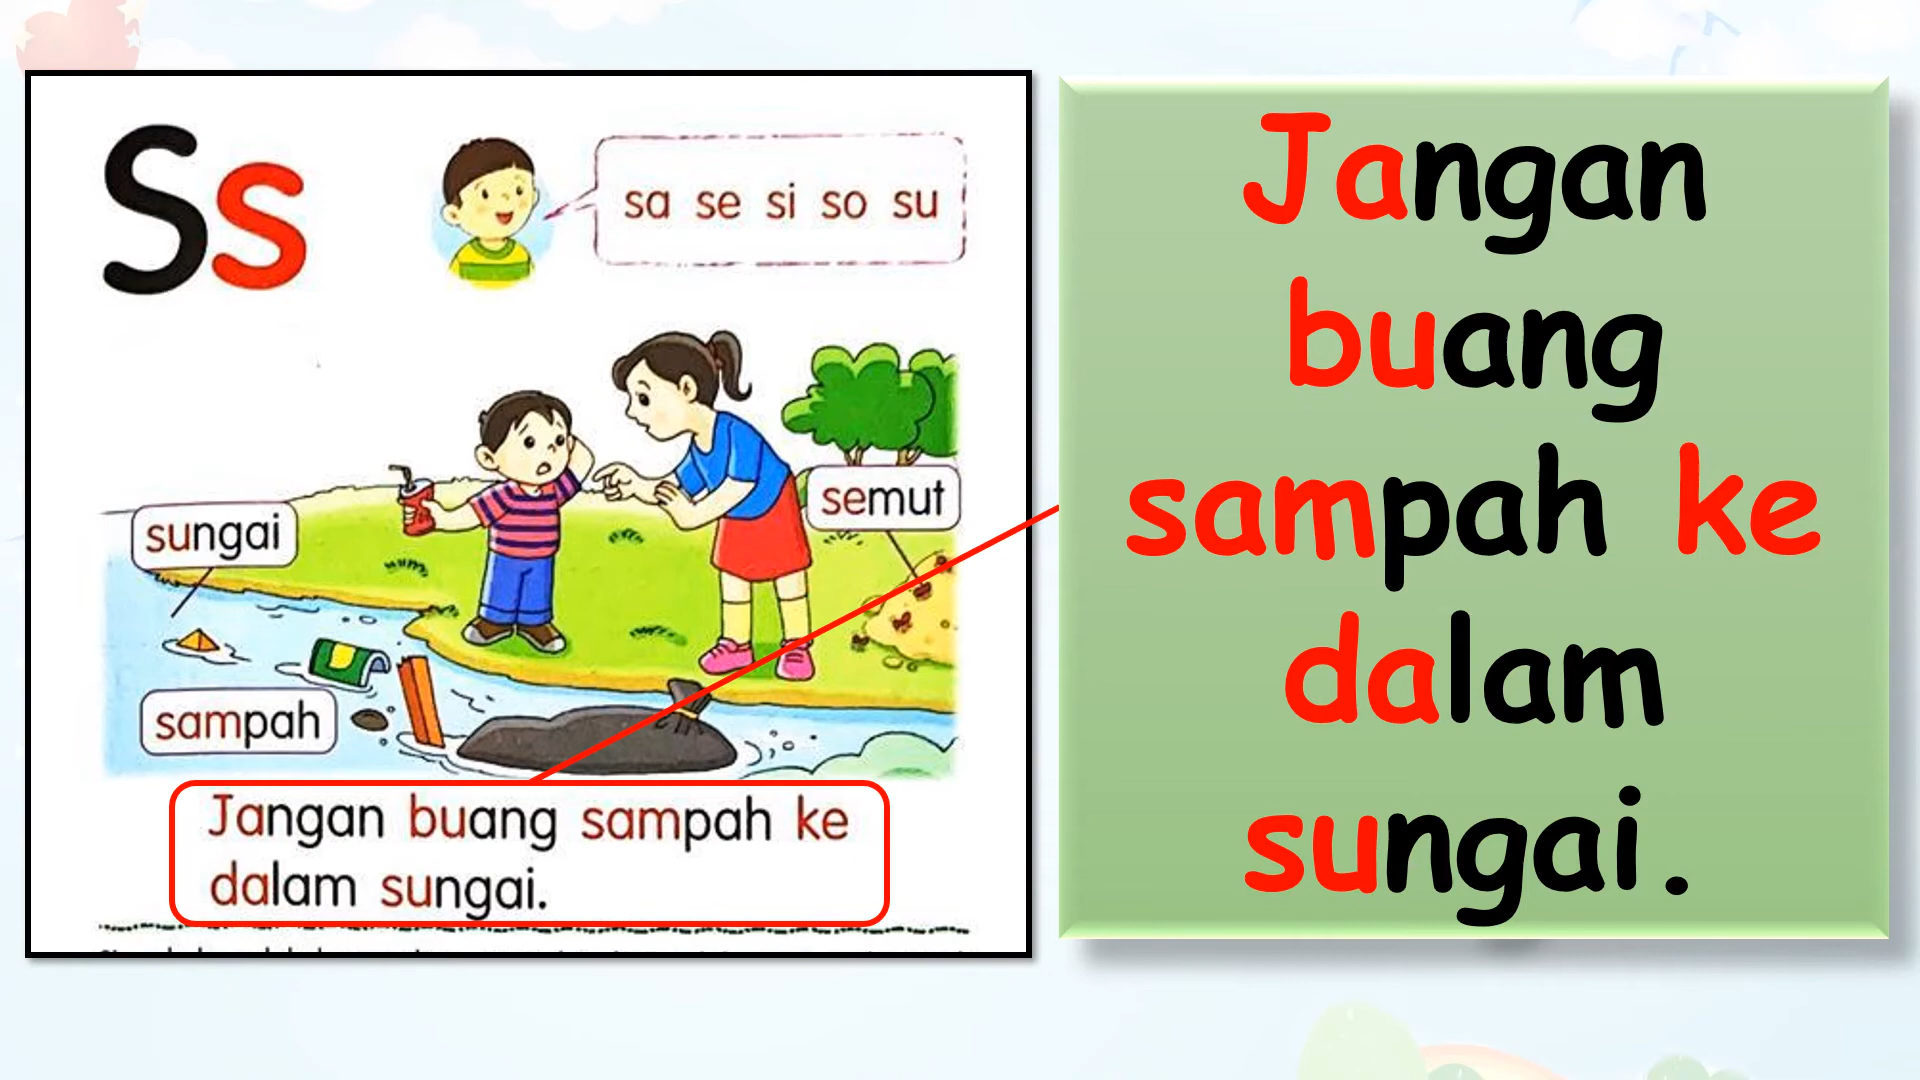 Ss
sa se si so su
sungai
semut
sampah
Jangan buang sampah ke
dalam sungai.
Jangan
buang
sampah ke
dalam
sungai.